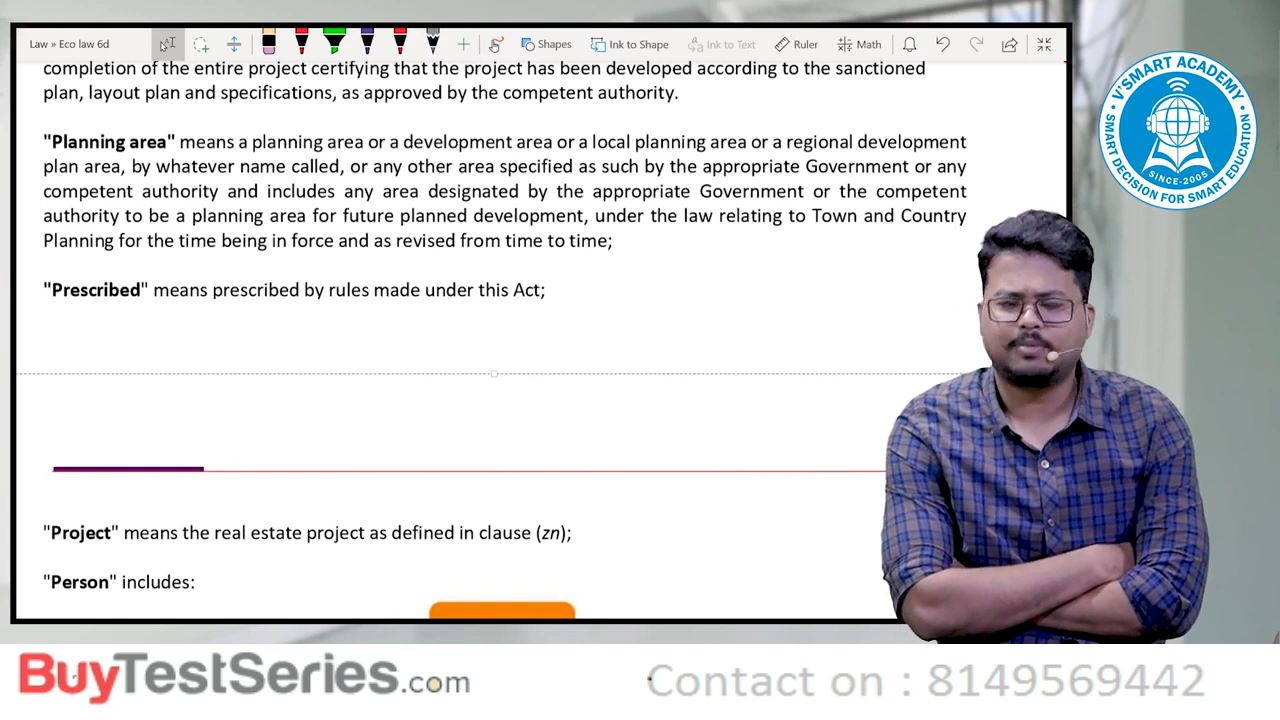 Law » Eco law 6d
Shapes
Ink to Shape
Ink to Text
Ruler
Math
completion of the entire project certifying that the project has been developed according to the sanctioned
plan, layout plan and specifications, as approved by the competent authority.
"Planning area" means a planning area or a development area or a local planning area or a regional development
plan area, by whatever name called, or any other area specified as such by the appropriate Government or any
competent authority and includes any area designated by the appropriate Government or the competent
authority to be a planning area for future planned development, under the law relating to Town and Country
Planning for the time being in force and as revised from time to time;
"Prescribed" means prescribed by rules made under this Act;
"Project" means the real estate project as defined in clause (zn);
"Person" includes:
V'SMART ACADEMY
SINCE-2005
SMART DECISION FOR SMART EDUCATION
BuyTestSeries.com
Contact on : 8149569442